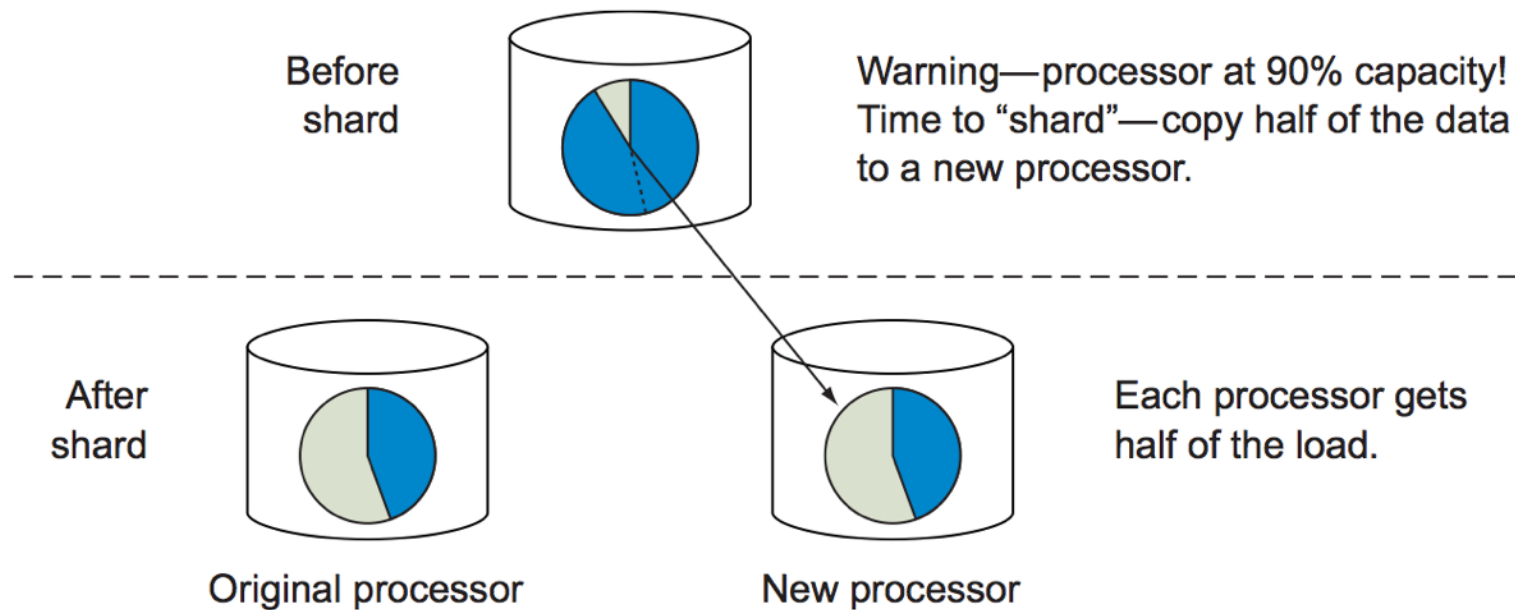 Before
shard
Warning—processor at 90% capacity!
Time to “shard”—copy half of the data
to a new processor.
After
shard
Each processor gets
half of the load.
Original processor
New processor